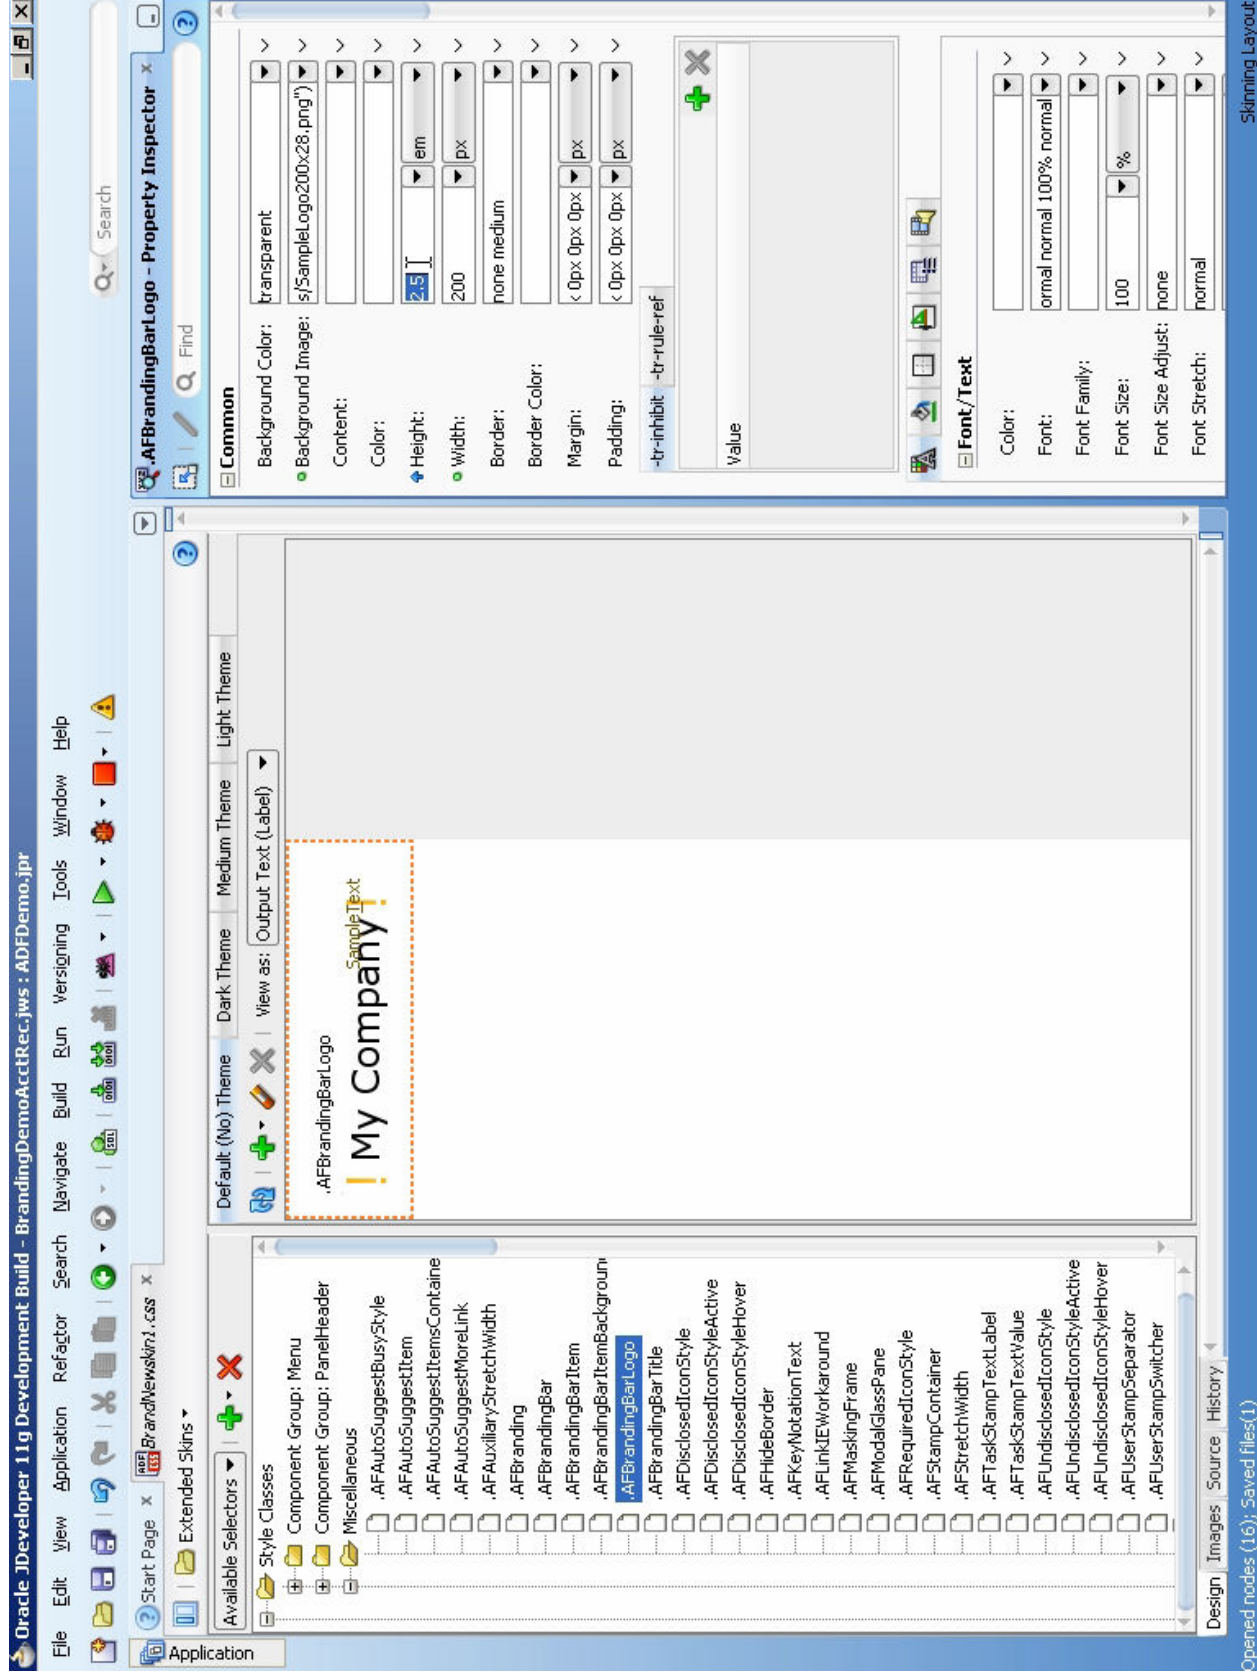 Oracle JDeveloper 11g Development Build - BrandingDemoAcctRec.jws : ADFDemo.jpr
File Edit View Application Refactor Search Navigate Build Run Versioning Tools Window Help
Search
Start Page
BrandNewskin1.css
.AFBrandingBarLogo - Property Inspector
Application
Extended Skins
Find
Available Selectors
Style Classes
Component Group: Menu
Component Group: PanelHeader
Miscellaneous
.AFAutoSuggestBusyStyle
.AFAutoSuggestItem
.AFAutoSuggestItemsContaine
.AFAutoSuggestMoreLink
.AFAuxiliaryStretchWidth
.AFBranding
.AFBrandingBar
.AFBrandingBarItem
.AFBrandingBarItemBackgroun
.AFBrandingBarLogo
.AFBrandingBarTitle
.AFDisclosedIconStyle
.AFDisclosedIconStyleActive
.AFDisclosedIconStyleHover
.AFHideBorder
.AFKeyNotationText
.AFLinkIEWorkaround
.AFMaskingFrame
.AFModalGlassPane
.AFRequiredIconStyle
.AFStampContainer
.AFStretchWidth
.AFTaskStampTextLabel
.AFTaskStampTextValue
.AFUndisclosedIconStyle
.AFUndisclosedIconStyleActive
.AFUndisclosedIconStyleHover
.AFUserStampSeparator
.AFUserStampSwitcher
Default (No) Theme Dark Theme Medium Theme Light Theme
View as: Output Text (Label)
.AFBrandingBarLogo
SampleText
¡ My Company ¡
Common
Background Color: transparent
Background Image: s/SampleLogo200x28.png")
Content:
Color:
Height: 2.5 em
Width: 200 px
Border: none medium
Border Color:
Margin: < 0px 0px 0px px
Padding: < 0px 0px 0px px
-tr-inhibit -tr-rule-ref
Value
Font/Text
Color:
Font: ormal normal 100% normal
Font Family:
Font Size: 100 %
Font Size Adjust: none
Font Stretch: normal
Design Images Source History
Opened nodes (16); Saved files(1)
Skinning Layout